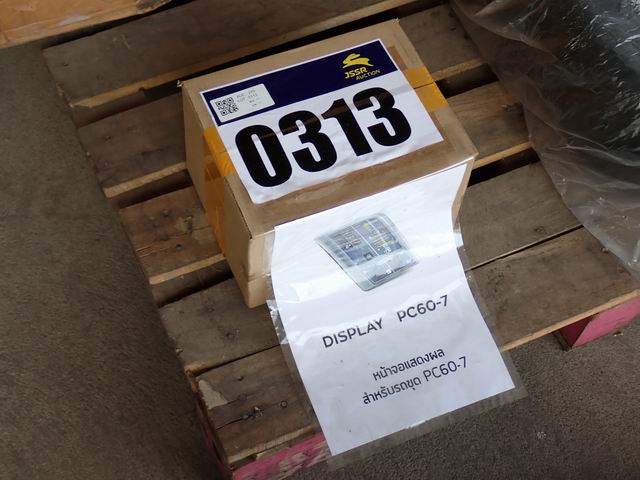 JSSR
AUCTION
0313
DISPLAY PC60-7
หน้าจอแสดงผล
สำหรับรถขุด PC60-7